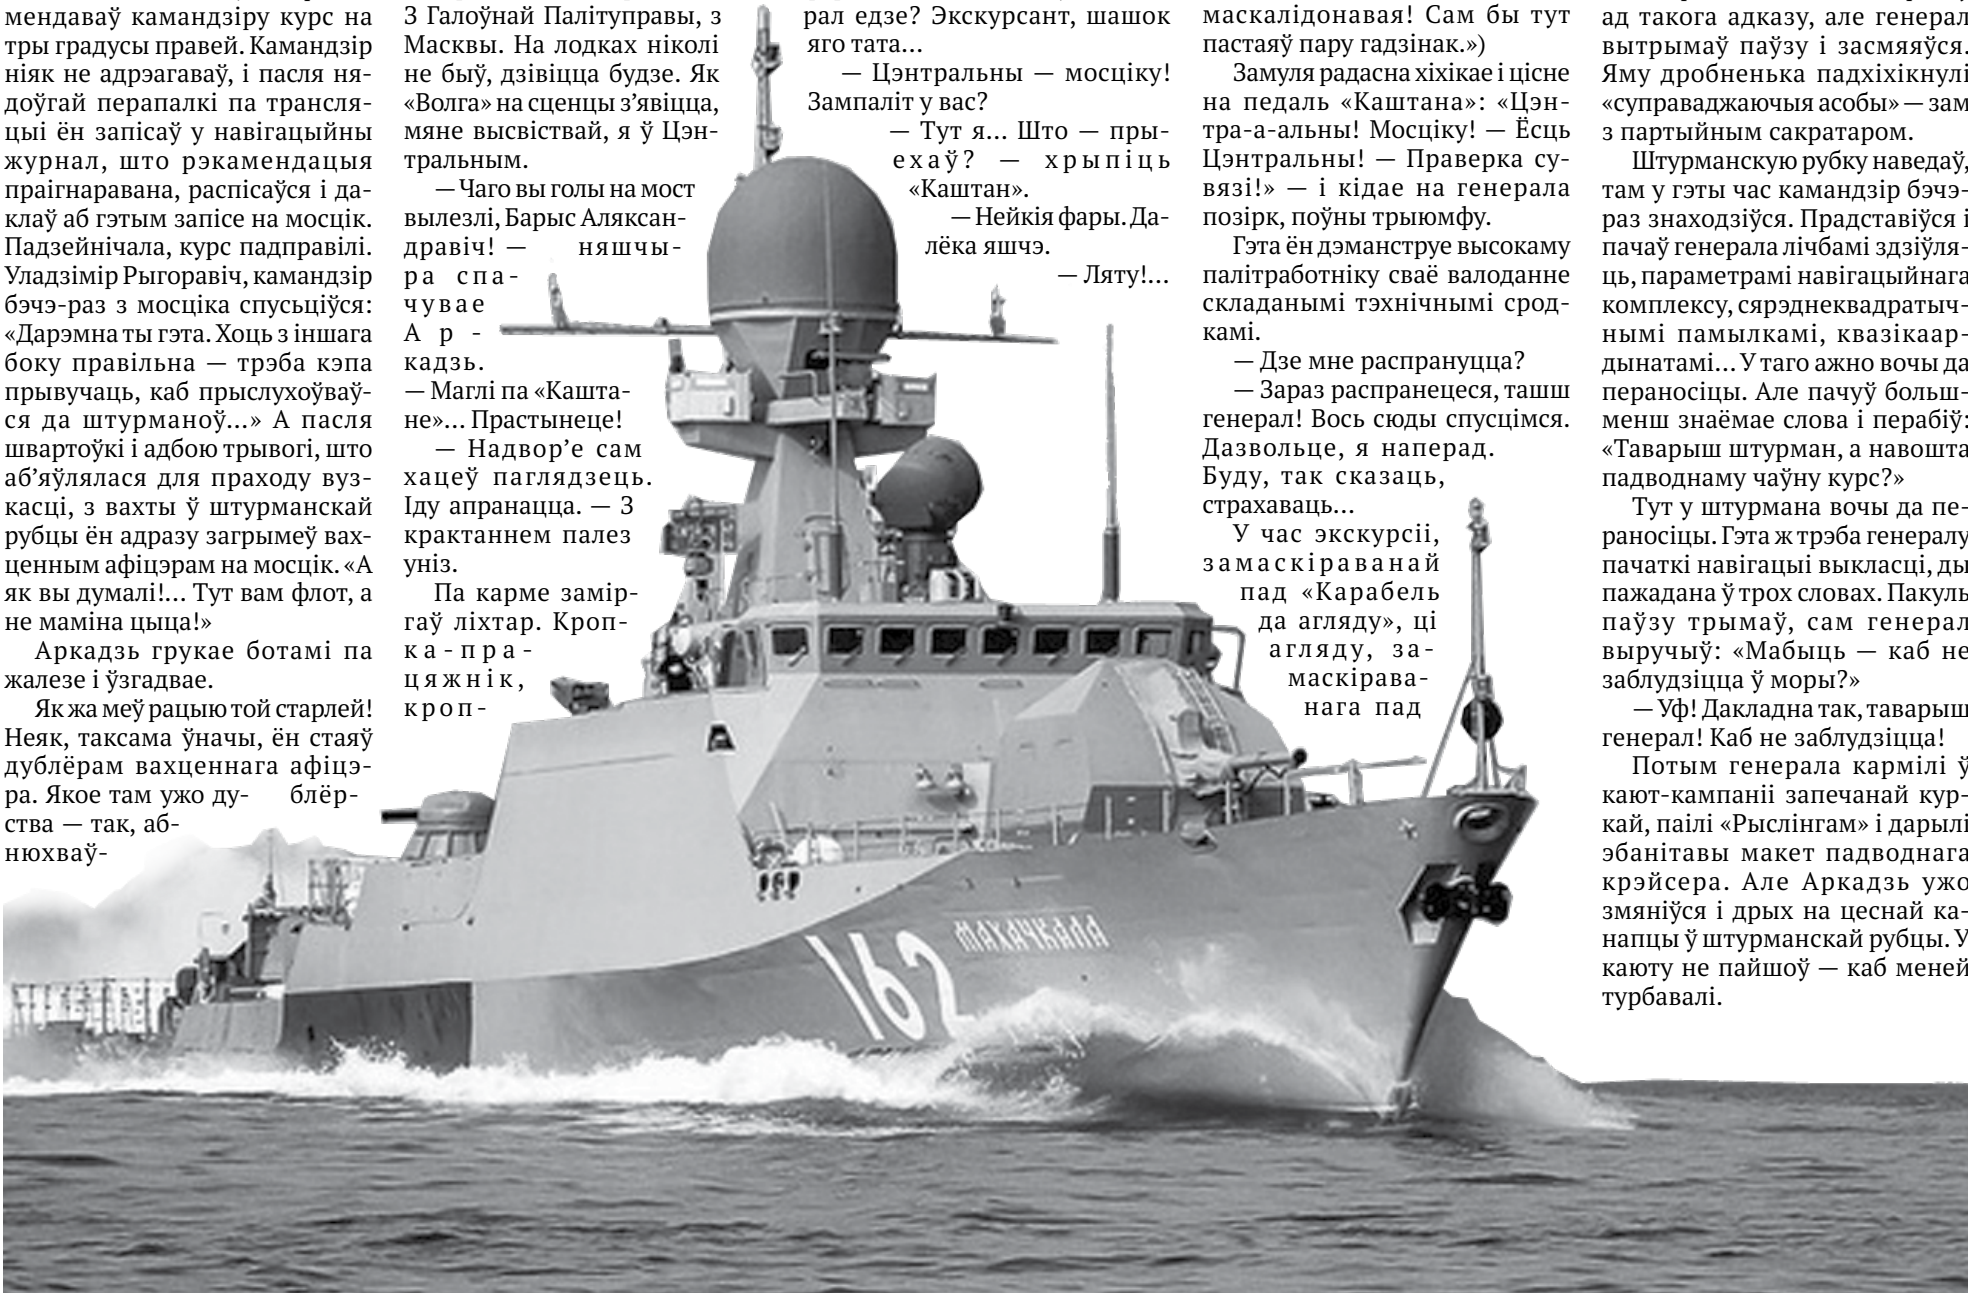 мендаваў камандзіру курс на
тры градусы правей. Камандзір
ніяк не адрэагаваў, і пасля ня-
доўгай перапалкі па трансля-
цыі ён запісаў у навігацыйны
журнал, што рэкамендацыя
праігнаравана, распісаўся і да-
клаў аб гэтым запісе на мосцік.
Падзейнічала, курс падправілі.
Уладзімір Рыгоравіч, камандзір
бэчэ-раз з мосціка спусьціўся:
«Дарэмна ты гэта. Хоць з іншага
боку правільна — трэба кэпа
прывучаць, каб прыслухоўваў-
ся да штурманоў...» А пасля
швартоўкі і адбою трывогі, што
аб’яўлялася для праходу вуз-
касці, з вахты ў штурманскай
рубцы ён адразу загрымеў вах-
ценным афіцэрам на мосцік. «А
як вы думалі!... Тут вам флот, а
не маміна цыца!»
Аркадзь грукае ботамі па
жалезе і ўзгадвае.
Як жа меў рацыю той старлей!
Неяк, таксама ўначы, ён стаяў
дублёрам вахценнага афіцэ-
ра. Якое там ужо ду- блёр-
ства — так, аб-
нюхваў-
З Галоўнай Палітуправы, з
Масквы. На лодках ніколі
не быў, дзівіцца будзе. Як
«Волга» на сценцы з’явіцца,
мяне высвіствай, я ў Цэн-
тральным.
— Чаго вы голы на мост
вылезлі, Барыс Аляксан-
дравіч! — няшчы-
ра спа-
чувае
Ар-
кадзь.
— Маглі па «Кашта-
не»... Прастынеце!
— Надвор’е сам
хацеў паглядзець.
Іду апранацца. — З
крактаннем палез
уніз.
Па карме замір-
гаў ліхтар. Кроп-
ка-пра-
цяжнік,
кроп-
рал едзе? Экскурсант, шашок
яго тата...
— Цэнтральны — мосціку!
Зампаліт у вас?
— Тут я... Што — пры-
ехаў? — хрыпіць
«Каштан».
— Нейкія фары. Да-
лёка яшчэ.
— Ляту!...
маскалідонавая! Сам бы тут
пастаяў пару гадзінак.»)
Замуля радасна хіхікае і цісне
на педаль «Каштана»: «Цэн-
тра-а-альны! Мосціку! — Ёсць
Цэнтральны! — Праверка су-
вязі!» — і кідае на генерала
позірк, поўны трыюмфу.
Гэта ён дэманструе высокаму
палітработніку сваё валоданне
складанымі тэхнічнымі срод-
камі.
— Дзе мне распрануцца?
— Зараз распранецеся, ташш
генерал! Вось сюды спусцімся.
Дазвольце, я наперад.
Буду, так сказаць,
страхаваць...
У час экскурсіі,
замаскіраванай
пад «Карабель
да агляду», ці
агляду, за-
маскірава-
нага пад
ад такога адказу, але генерал
вытрымаў паўзу і засмяяўся.
Яму дробненька падхіхікнулі
«суправаджаючыя асобы» — зам
з партыйным сакратаром.
Штурманскую рубку наведаў,
там у гэты час камандзір бэчэ-
раз знаходзіўся. Прадставіўся і
пачаў генерала лічбамі здзіўля-
ць, параметрамі навігацыйнага
комплексу, сярэднеквадратыч-
нымі памылкамі, квазікаар-
дынатамі... У таго ажно вочы да
пераносіцы. Але пачуў больш-
менш знаёмае слова і перабіў:
«Таварыш штурман, а навошта
падводнаму чаўну курс?»
Тут у штурмана вочы да пе-
раносіцы. Гэта ж трэба генералу
пачаткі навігацыі выкласці, ды
пажадана ў трох словах. Пакуль
паўзу трымаў, сам генерал
выручыў: «Мабыць — каб не
заблудзіцца ў моры?»
— Уф! Дакладна так, таварыш
генерал! Каб не заблудзіцца!
Потым генерала кармілі ў
кают-кампаніі запечанай кур-
кай, паілі «Рыслінгам» і дарылі
эбанітавы макет падводнага
крэйсера. Але Аркадзь ужо
змяніўся і дрых на цеснай ка-
напцы ў штурманскай рубцы. У
каюту не пайшоў — каб меней
турбавалі.
162 МАХАЧКАЛА